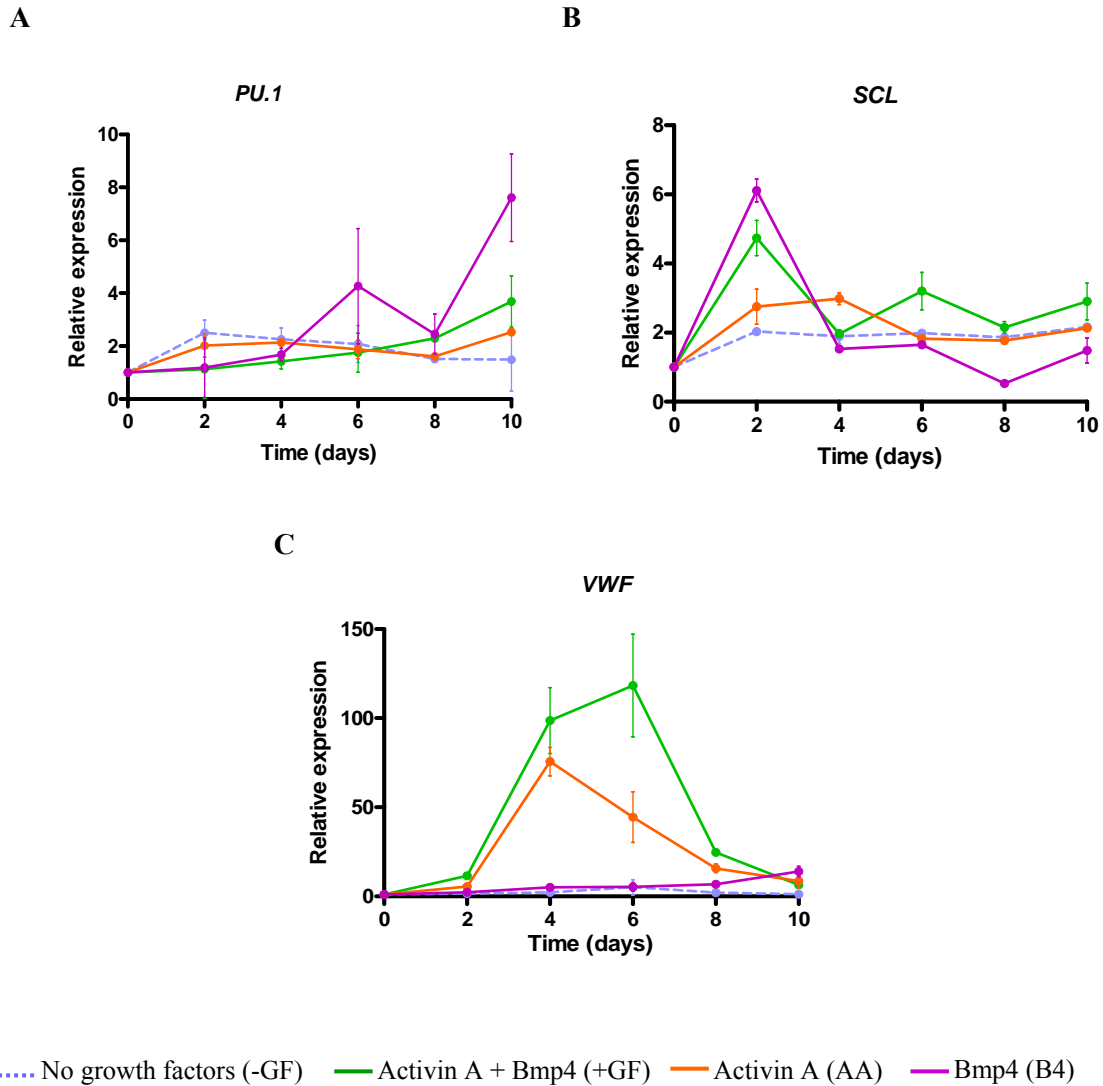 A
B
PU.1
SCL
Relative expression
10
8
6
4
2
0
0 2 4 6 8 10
Time (days)
Relative expression
8
6
4
2
0
0 2 4 6 8 10
Time (days)
C
VWF
Relative expression
150
100
50
0
0 2 4 6 8 10
Time (days)
No growth factors (-GF) Activin A + Bmp4 (+GF) Activin A (AA) Bmp4 (B4)